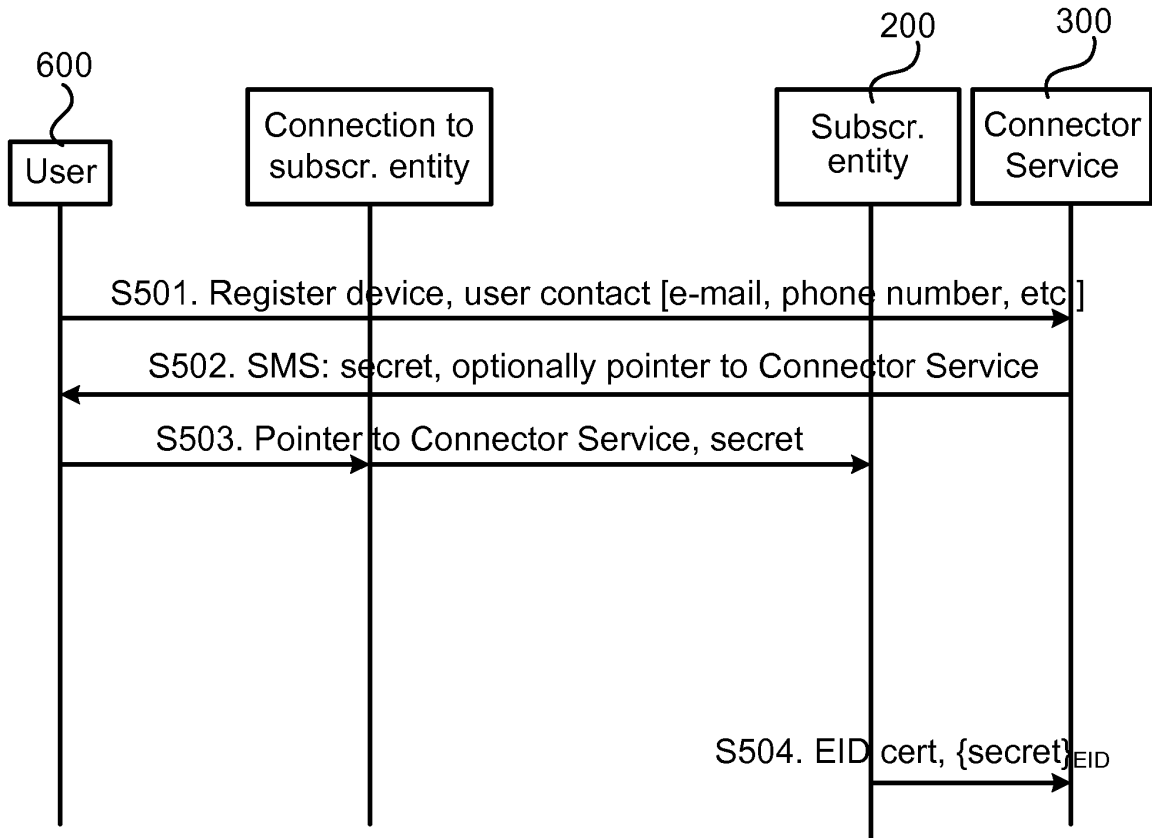 200
300
600
Connection to
subscr. entity
Subscr.
entity
Connector
Service
User
S501. Register device, user contact [e-mail, phone number, etc.]
S502. SMS: secret, optionally pointer to Connector Service
S503. Pointer to Connector Service, secret
S504. EID cert, {secret}EID